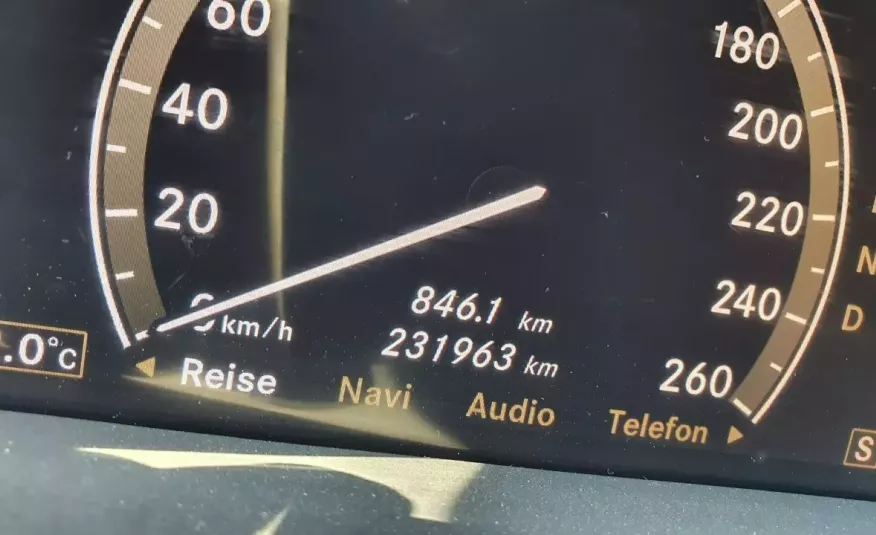 60
40
20
0 km/h
180
200
220
240
260
846.1 km
231963 km
.0°C
Reise Navi Audio Telefon
N
D
S